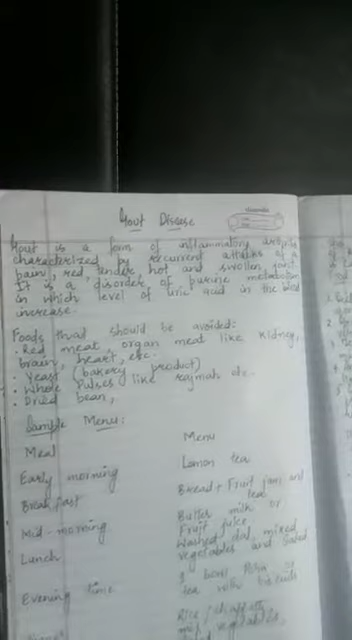 Gout Disease
Gout is a form of inflammatory arthritis
characterized by recurrent attacks of a
pain, red, tender, hot and swollen joint.
It is a disorder of purine metabolism
in which level of uric acid in the blood
increase.
Foods that should be avoided:
• Red meat, organ meat like kidney,
brain, heart, etc.
• Yeast (bakery product)
• Whole Pulses like rajmah etc.
• Dried bean,
Sample Menu:
Meal Menu
Early morning Lemon tea
Breakfast Bread + Fruit jam and
tea
Mid-morning Butter milk or
Fruit juice
Lunch Washed dal, mixed
vegetables and Salad
Evening time
tea with biscuits
Rice / chapatti
vegetables,